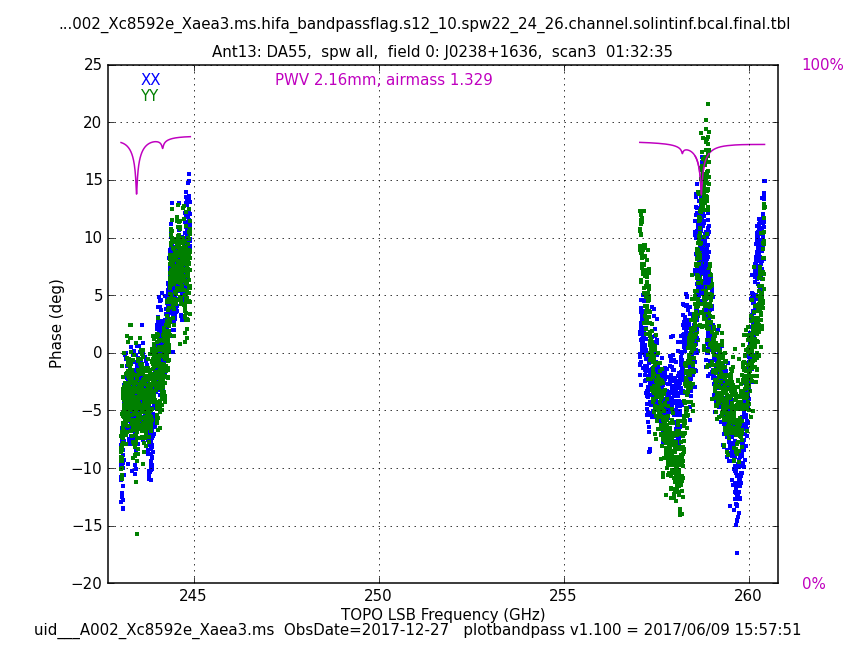 ...002_Xc8592e_Xaea3.ms.hifa_bandpassflag.s12_10.spw22_24_26.channel.solintinf.bcal.final.tbl
Ant13: DA55, spw all, field 0: J0238+1636, scan3 01:32:35
25 100%
XX PWV 2.16mm, airmass 1.329
YY
20
15
10
5
0
−5
−10
−15
−20 0%
Phase (deg)
245 250 255 260
TOPO LSB Frequency (GHz)
uid___A002_Xc8592e_Xaea3.ms ObsDate=2017-12-27 plotbandpass v1.100 = 2017/06/09 15:57:51